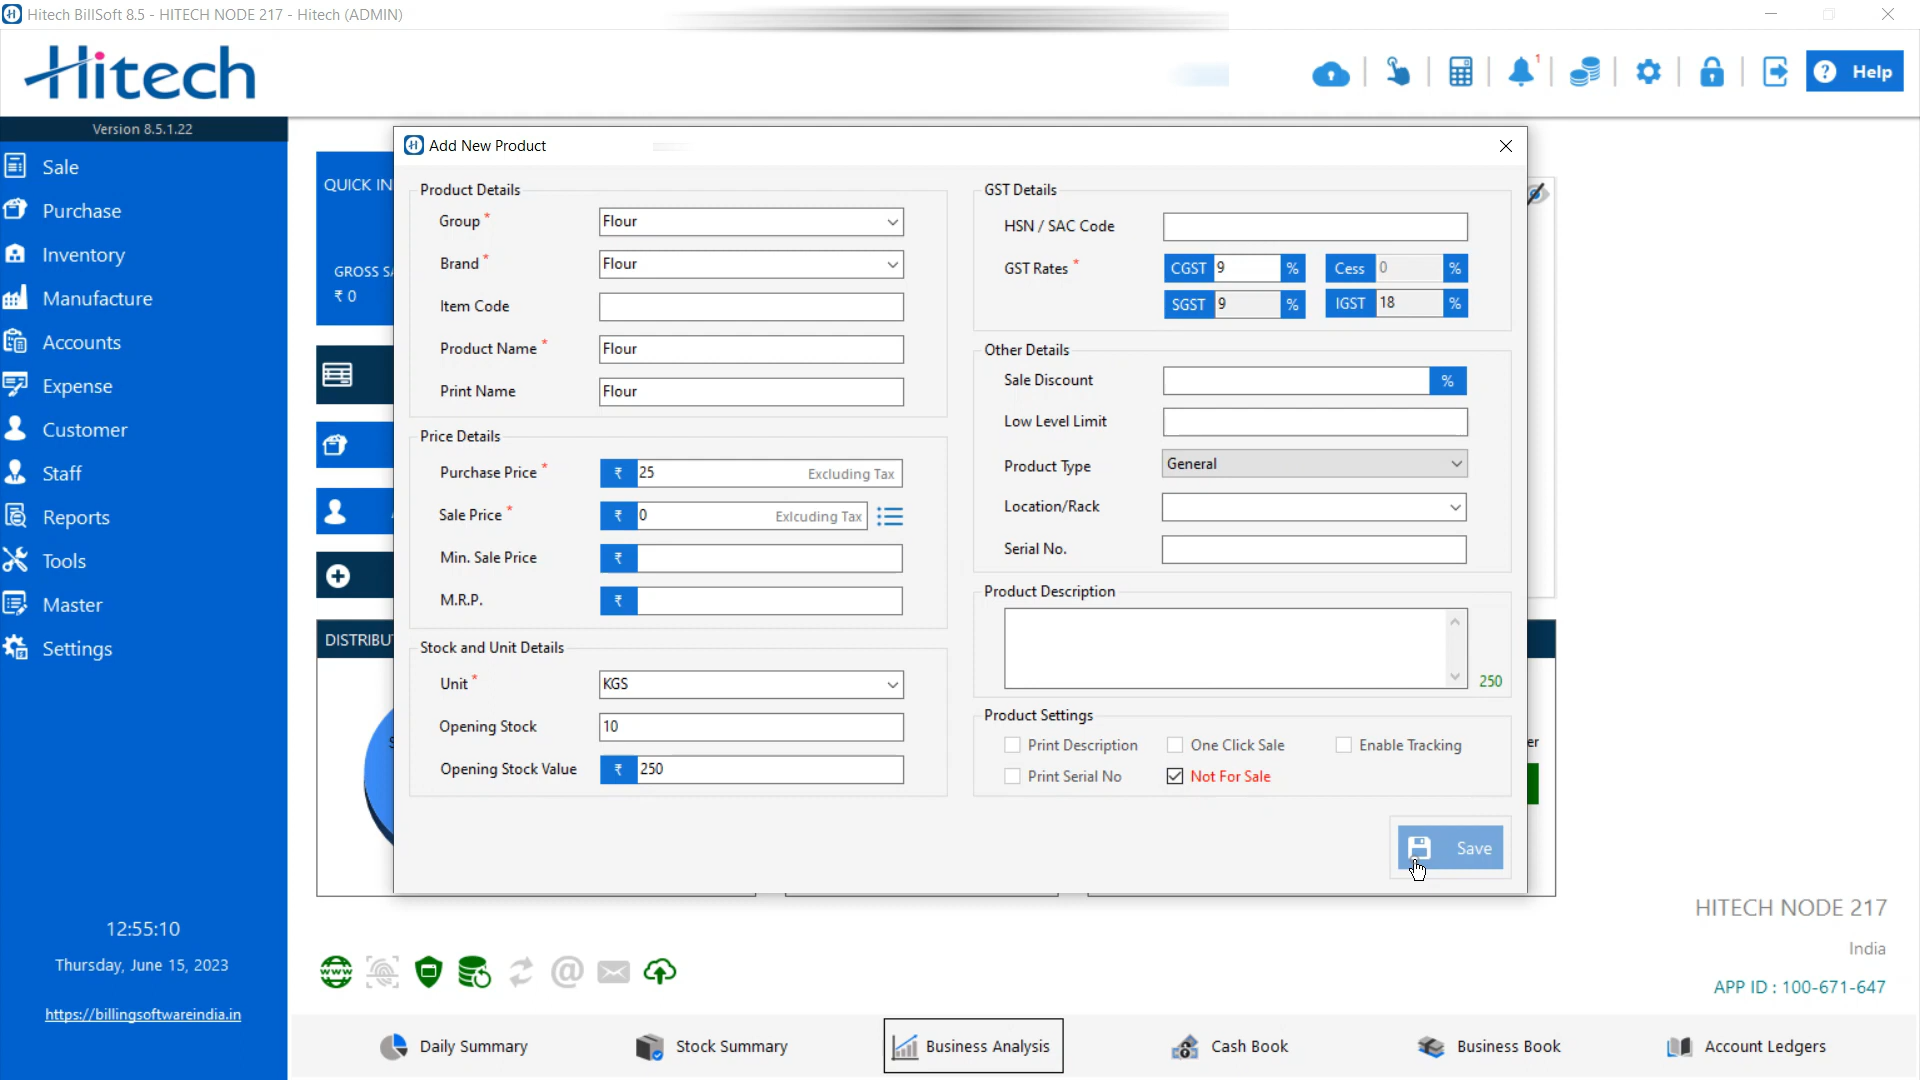 Hitech BillSoft 8.5 - HITECH NODE 217 - Hitech (ADMIN)
Hitech
1
? Help
Version 8.5.1.22
Sale
Purchase
Inventory
Manufacture
Accounts
Expense
Customer
Staff
Reports
Tools
Master
Settings
12:55:10
Thursday, June 15, 2023
https://billingsoftwareindia.in
QUICK IN
GROSS SA
₹ 0
DISTRIBUT
Add New Product
Product Details
Group * Flour
Brand * Flour
Item Code
Product Name * Flour
Print Name Flour
Price Details
Purchase Price * ₹ 25 Excluding Tax
Sale Price * ₹ 0 Exlcuding Tax
Min. Sale Price ₹
M.R.P. ₹
Stock and Unit Details
Unit * KGS
Opening Stock 10
Opening Stock Value ₹ 250
GST Details
HSN / SAC Code
GST Rates * CGST 9 % Cess 0 %
SGST 9 % IGST 18 %
Other Details
Sale Discount %
Low Level Limit
Product Type General
Location/Rack
Serial No.
Product Description
250
Product Settings
Print Description One Click Sale Enable Tracking
Print Serial No Not For Sale
Save
er
HITECH NODE 217
India
APP ID : 100-671-647
www @
Daily Summary Stock Summary Business Analysis Cash Book Business Book Account Ledgers